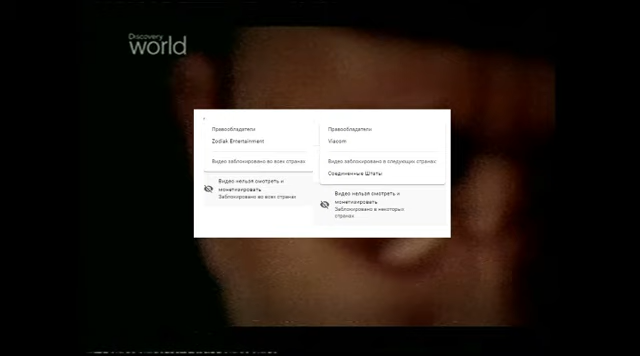 Discovery
world
Правообладатели
Zodiak Entertainment
Видео заблокировано во всех странах
Видео нельзя смотреть и
монетизировать
Заблокировано во всех странах
Правообладатели
Viacom
Видео заблокировано в следующих странах:
Соединенные Штаты
Видео нельзя смотреть и
монетизировать
Заблокировано в некоторых
странах